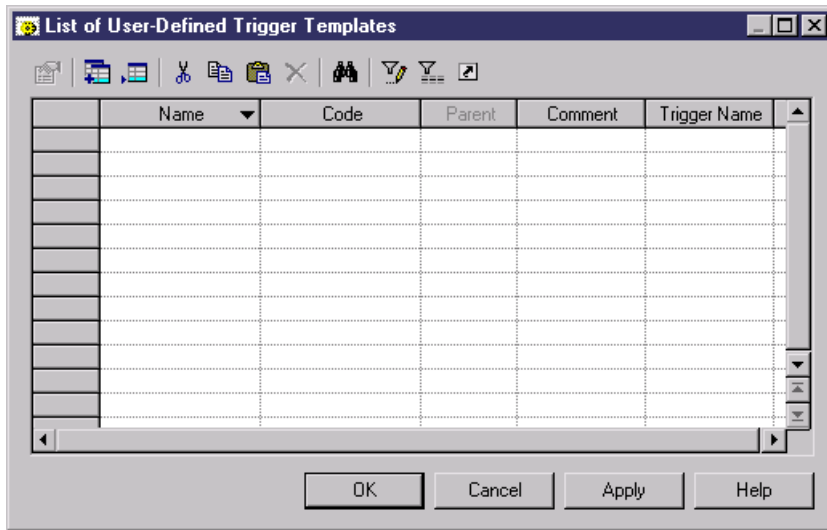 List of User-Defined Trigger Templates
Name Code Parent Comment Trigger Name
OK Cancel Apply Help